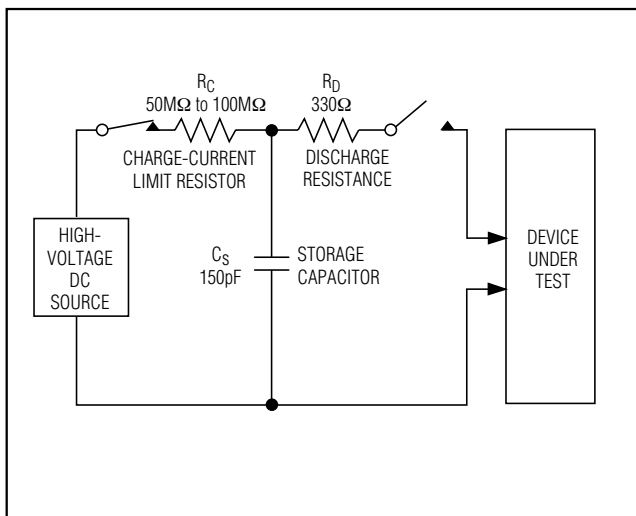 R_C
50MΩ to 100MΩ
CHARGE-CURRENT
LIMIT RESISTOR
R_D
330Ω
DISCHARGE
RESISTANCE
HIGH-
VOLTAGE
DC
SOURCE
C_S
150pF
STORAGE
CAPACITOR
DEVICE
UNDER
TEST